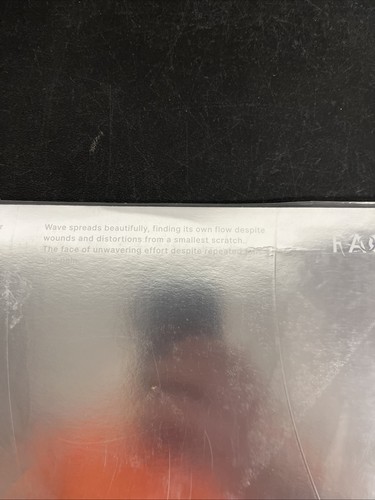 Wave spreads beautifully, finding its own flow despite
wounds and distortions from a smallest scratch.
The face of unwavering effort despite repeated